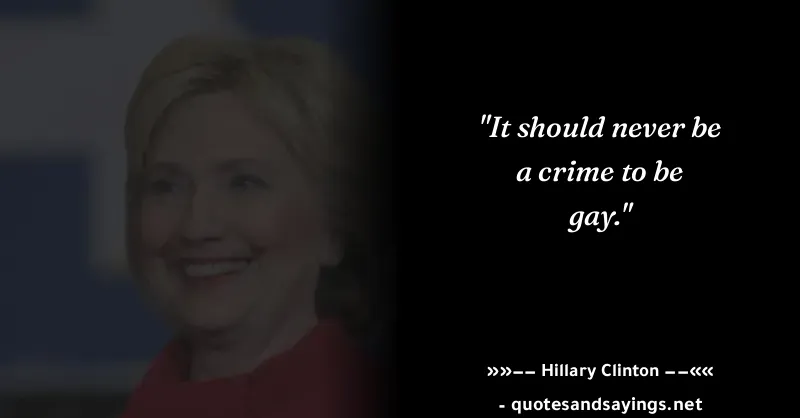 "It should never be
a crime to be
gay."
»»–– Hillary Clinton ––««
- quotesandsayings.net